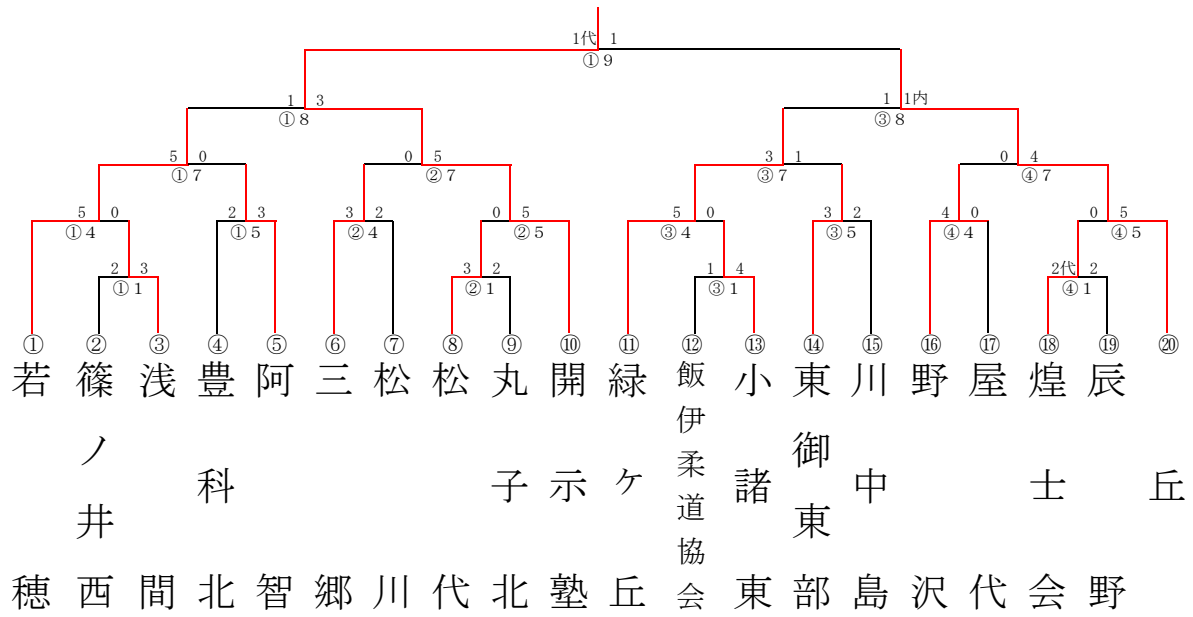 1代 1
①９
1 3
①８
1 1内
③８
5 0
①７
0 5
②７
3 1
③７
0 4
④７
5 0
①４
2 3
①５
3 2
②４
0 5
②５
5 0
③４
3 2
③５
4 0
④４
0 5
④５
2 3
①１
3 2
②１
1 4
③１
2代 2
④１
① ② ③ ④ ⑤ ⑥ ⑦ ⑧ ⑨ ⑩ ⑪ ⑫ ⑬ ⑭ ⑮ ⑯ ⑰ ⑱ ⑲ ⑳
若穂
篠ノ井西
浅間
豊科北
阿智
三郷
松川
松代
丸子北
開示塾
緑ケ丘
飯伊柔道協会
小諸東
東御東部
川中島
野沢
屋代
煌士会
辰野
丘